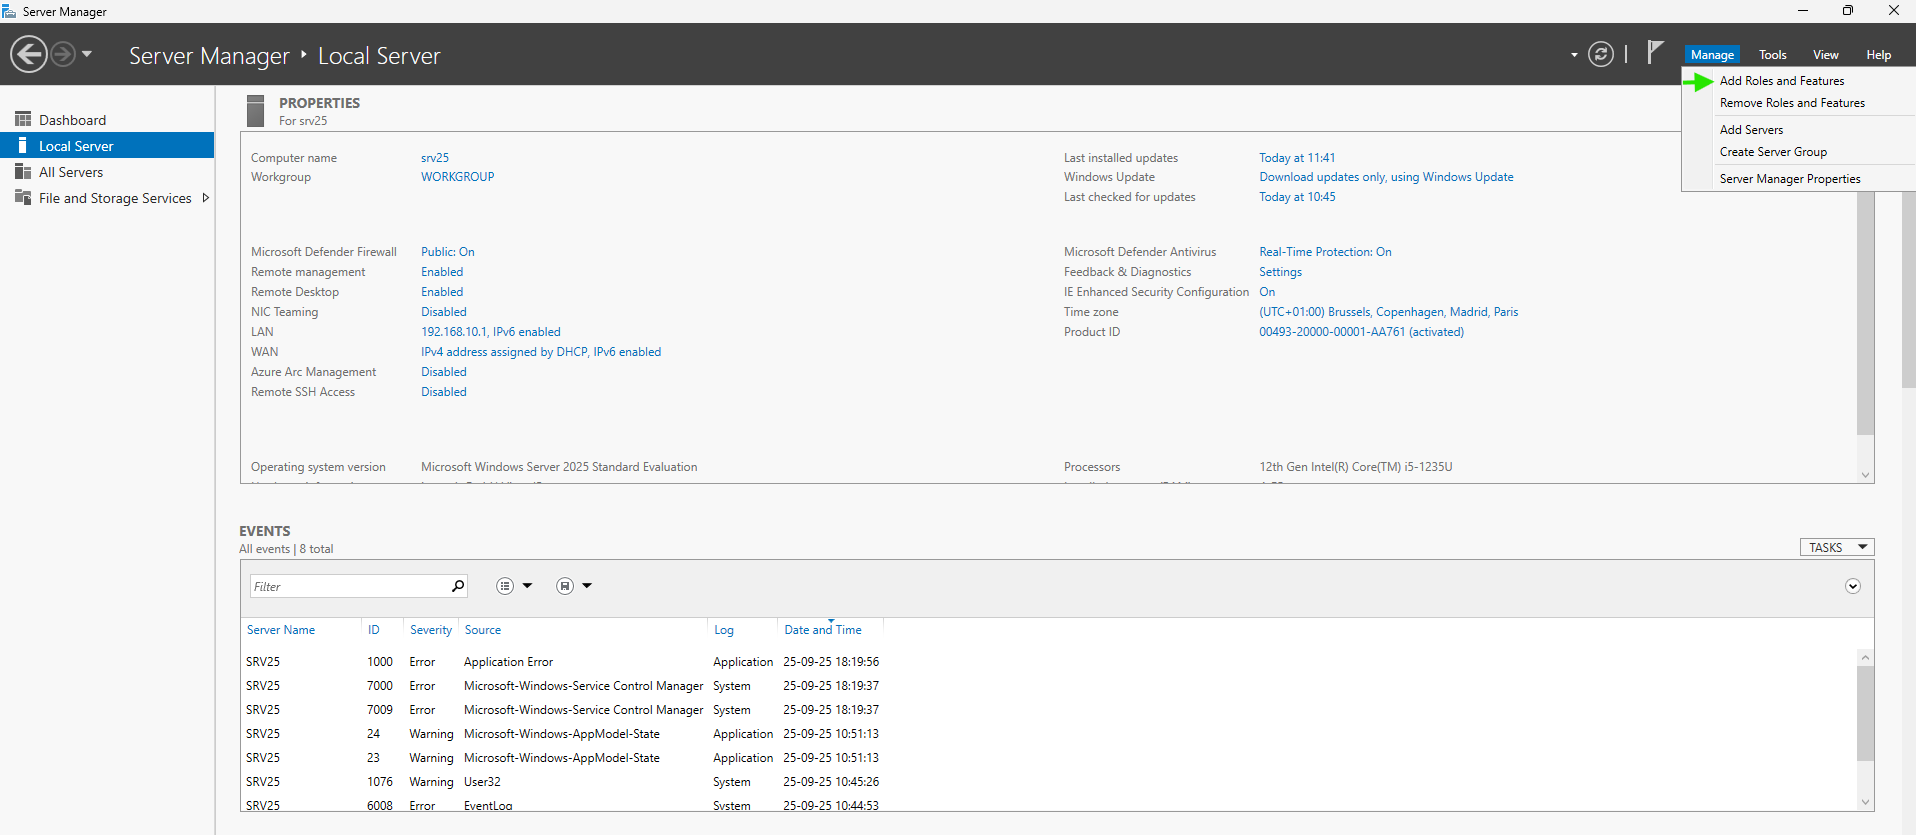 Server Manager
Server Manager ‣ Local Server
Manage Tools View Help
Add Roles and Features
Remove Roles and Features
Add Servers
Create Server Group
Server Manager Properties
Dashboard
Local Server
All Servers
File and Storage Services
PROPERTIES
For srv25
Computer name srv25 Last installed updates Today at 11:41
Workgroup WORKGROUP Windows Update Download updates only, using Windows Update
Last checked for updates Today at 10:45
Microsoft Defender Firewall Public: On Microsoft Defender Antivirus Real-Time Protection: On
Remote management Enabled Feedback & Diagnostics Settings
Remote Desktop Enabled IE Enhanced Security Configuration On
NIC Teaming Disabled Time zone (UTC+01:00) Brussels, Copenhagen, Madrid, Paris
LAN 192.168.10.1, IPv6 enabled Product ID 00493-20000-00001-AA761 (activated)
WAN IPv4 address assigned by DHCP, IPv6 enabled
Azure Arc Management Disabled
Remote SSH Access Disabled
Operating system version Microsoft Windows Server 2025 Standard Evaluation Processors 12th Gen Intel(R) Core(TM) i5-1235U
EVENTS
All events | 8 total
TASKS
Filter
Server Name ID Severity Source Log Date and Time
SRV25 1000 Error Application Error Application 25-09-25 18:19:56
SRV25 7000 Error Microsoft-Windows-Service Control Manager System 25-09-25 18:19:37
SRV25 7009 Error Microsoft-Windows-Service Control Manager System 25-09-25 18:19:37
SRV25 24 Warning Microsoft-Windows-AppModel-State Application 25-09-25 10:51:13
SRV25 23 Warning Microsoft-Windows-AppModel-State Application 25-09-25 10:51:13
SRV25 1076 Warning User32 System 25-09-25 10:45:26
SRV25 6008 Error EventLog System 25-09-25 10:44:53